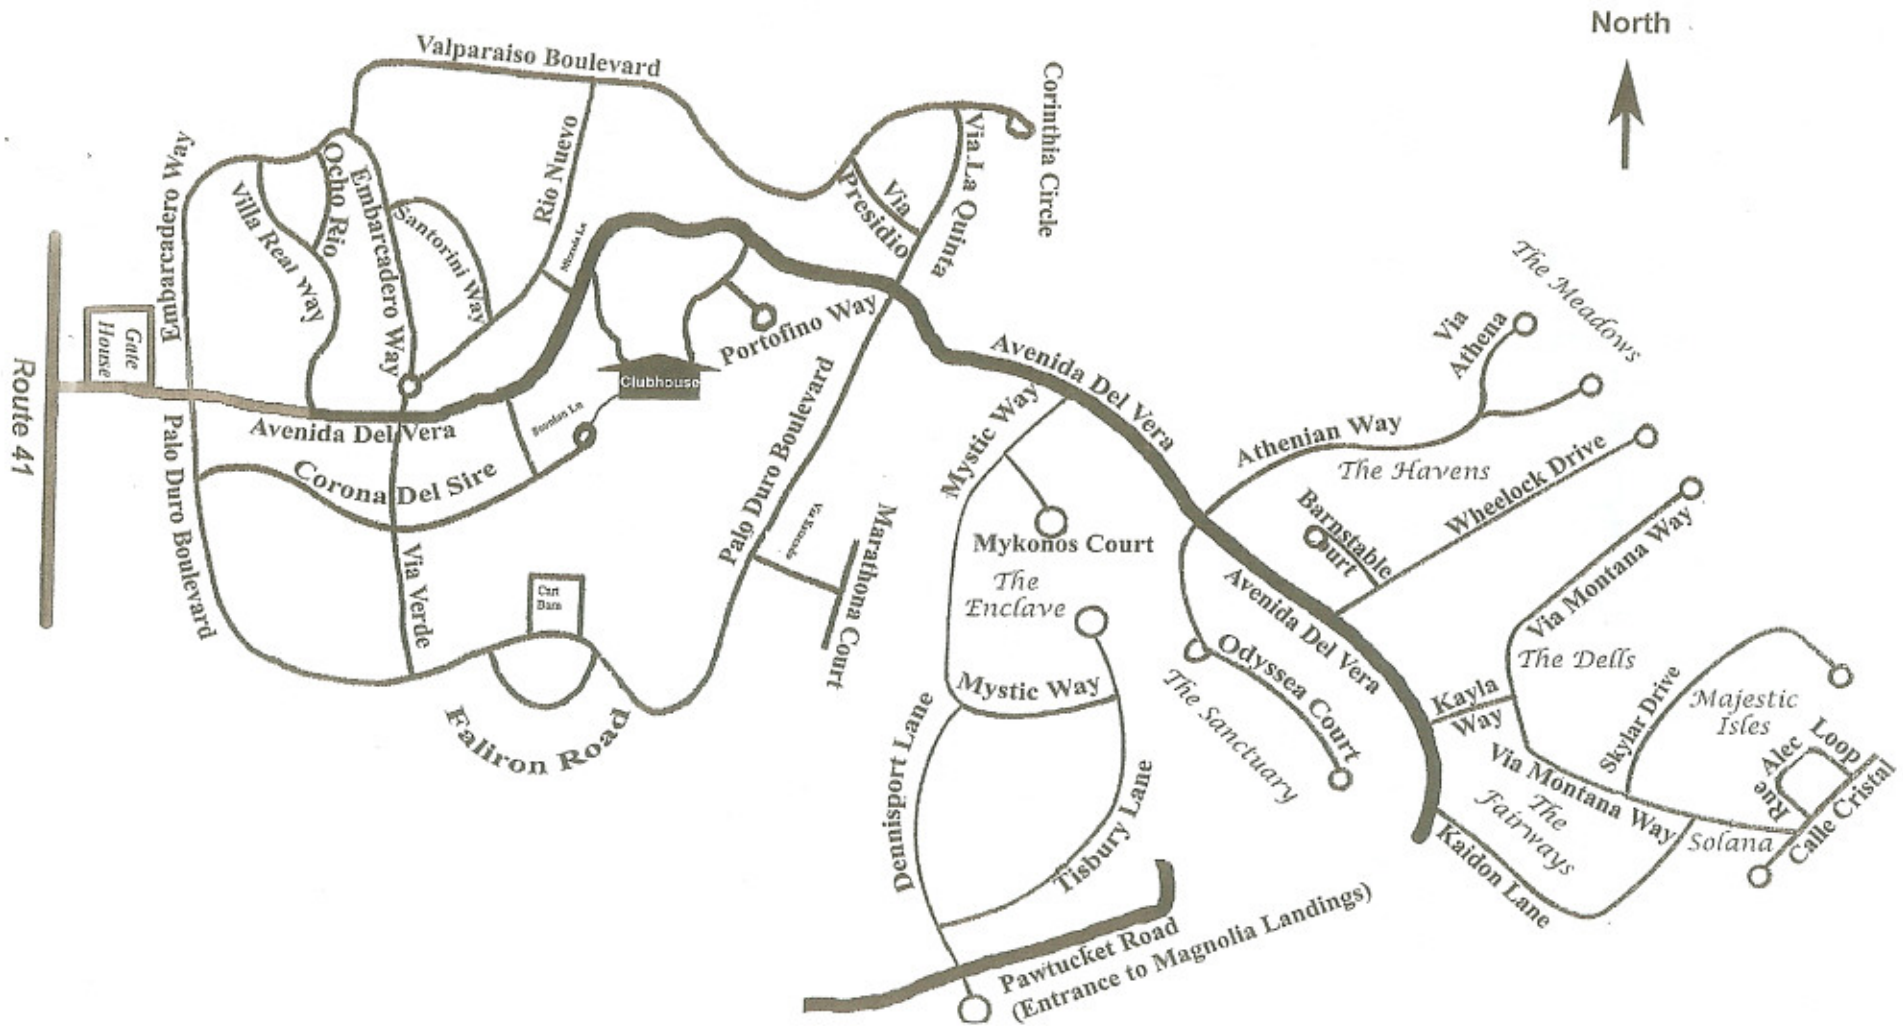 North
Valparaiso Boulevard
Corinthia Circle
Embarcadero Way
Ocho Rio
Embarcadero Way
Villa Real Way
Santorini Way
Rio Nuevo
Via La Quinta
Via
Presidio
Gate
House
Route 41
Clubhouse
Portofino Way
Avenida Del Vera
Corona Del Sire
Palo Duro Boulevard
Via Verde
Cart
Barn
Faliron Road
Palo Duro Boulevard
Marathona Court
Avenida Del Vera
Mystic Way
Mykonos Court
The
Enclave
Mystic Way
Dennisport Lane
Tisbury Lane
Pawtucket Road
(Entrance to Magnolia Landings)
The Meadows
Via
Athena
Athenian Way
The Havens
Barnstable
Court
Wheelock Drive
Avenida Del Vera
Odyssea Court
The Sanctuary
Via Montana Way
The Dells
Kayla
Way
Skylar Drive
Majestic
Isles
Via Montana Way
The
Fairways
Kaidon Lane
Solana
Rue
Alec
Loop
Calle Cristal